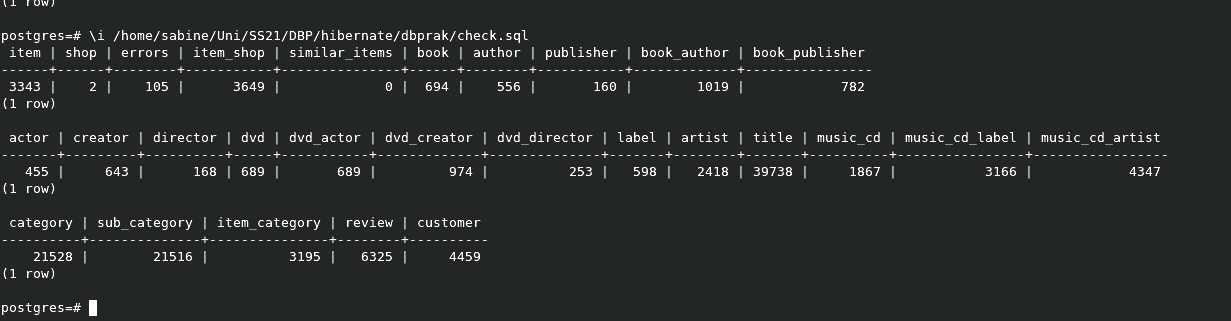 (1 row)
postgres=# \i /home/sabine/Uni/SS21/DBP/hibernate/dbprak/check.sql
 item | shop | errors | item_shop | similar_items | book | author | publisher | book_author | book_publisher
------+------+--------+-----------+---------------+------+--------+-----------+-------------+----------------
 3343 |    2 |    105 |      3649 |             0 |  694 |    556 |       160 |        1019 |            782
(1 row)
 actor | creator | director | dvd | dvd_actor | dvd_creator | dvd_director | label | artist | title | music_cd | music_cd_label | music_cd_artist
-------+---------+----------+-----+-----------+-------------+--------------+-------+--------+-------+----------+----------------+-----------------
   455 |     643 |      168 | 689 |       689 |         974 |          253 |   598 |   2418 | 39738 |     1867 |           3166 |            4347
(1 row)
 category | sub_category | item_category | review | customer
----------+--------------+---------------+--------+----------
    21528 |        21516 |          3195 |   6325 |     4459
(1 row)
postgres=#